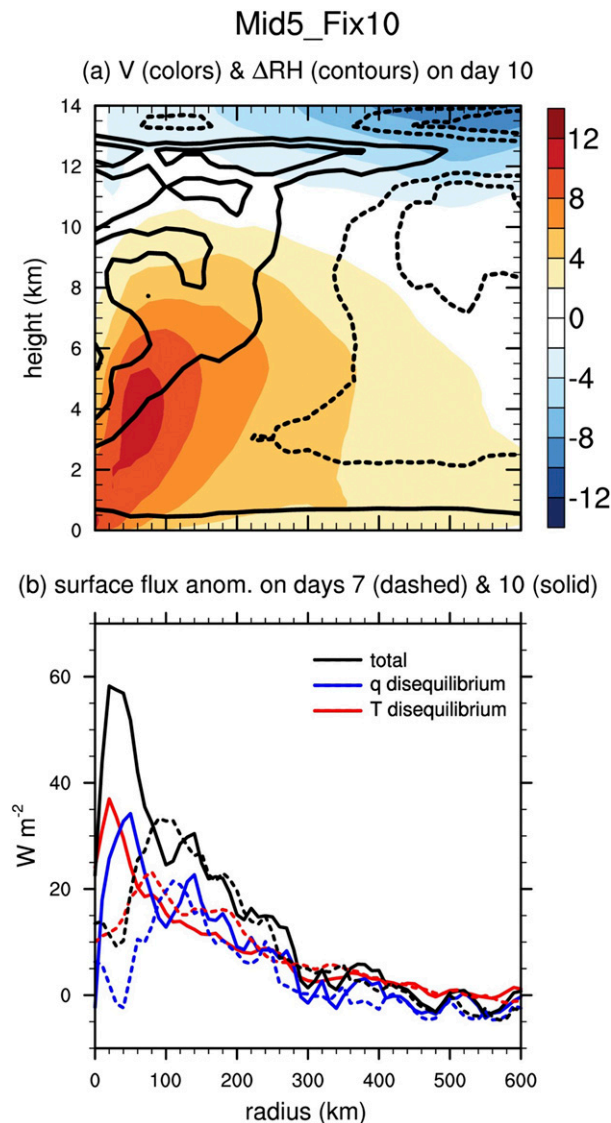 Mid5_Fix10
(a) V (colors) & ΔRH (contours) on day 10
14
12
10
8
6
4
2
0
height (km)
12
8
4
0
-4
-8
-12
(b) surface flux anom. on days 7 (dashed) & 10 (solid)
total
q disequilibrium
T disequilibrium
60
40
20
0
W m-2
0 100 200 300 400 500 600
radius (km)